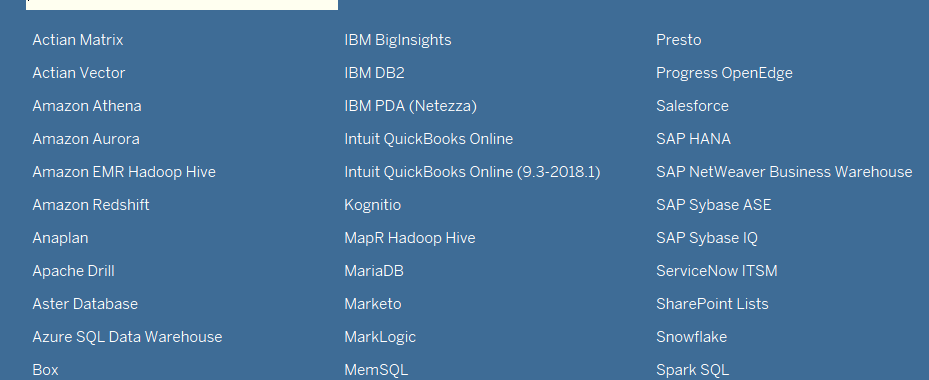 Actian Matrix
Actian Vector
Amazon Athena
Amazon Aurora
Amazon EMR Hadoop Hive
Amazon Redshift
Anaplan
Apache Drill
Aster Database
Azure SQL Data Warehouse
Box
IBM BigInsights
IBM DB2
IBM PDA (Netezza)
Intuit QuickBooks Online
Intuit QuickBooks Online (9.3-2018.1)
Kognitio
MapR Hadoop Hive
MariaDB
Marketo
MarkLogic
MemSQL
Presto
Progress OpenEdge
Salesforce
SAP HANA
SAP NetWeaver Business Warehouse
SAP Sybase ASE
SAP Sybase IQ
ServiceNow ITSM
SharePoint Lists
Snowflake
Spark SQL